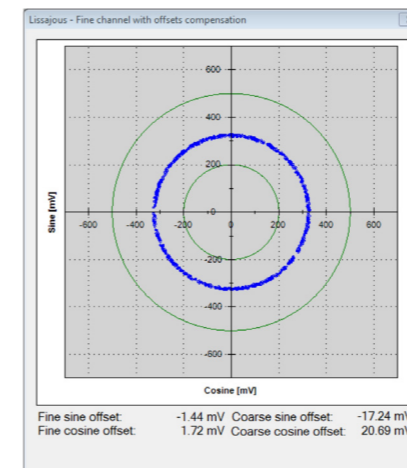 Lissajous - Fine channel with offsets compensation
600
400
200
-600 -400 -200 0 0 200 400 600
-200
-400
-600
Sine [mV]
Cosine [mV]
Fine sine offset: -1.44 mV Coarse sine offset: -17.24 mV
Fine cosine offset: 1.72 mV Coarse cosine offset: 20.69 mV